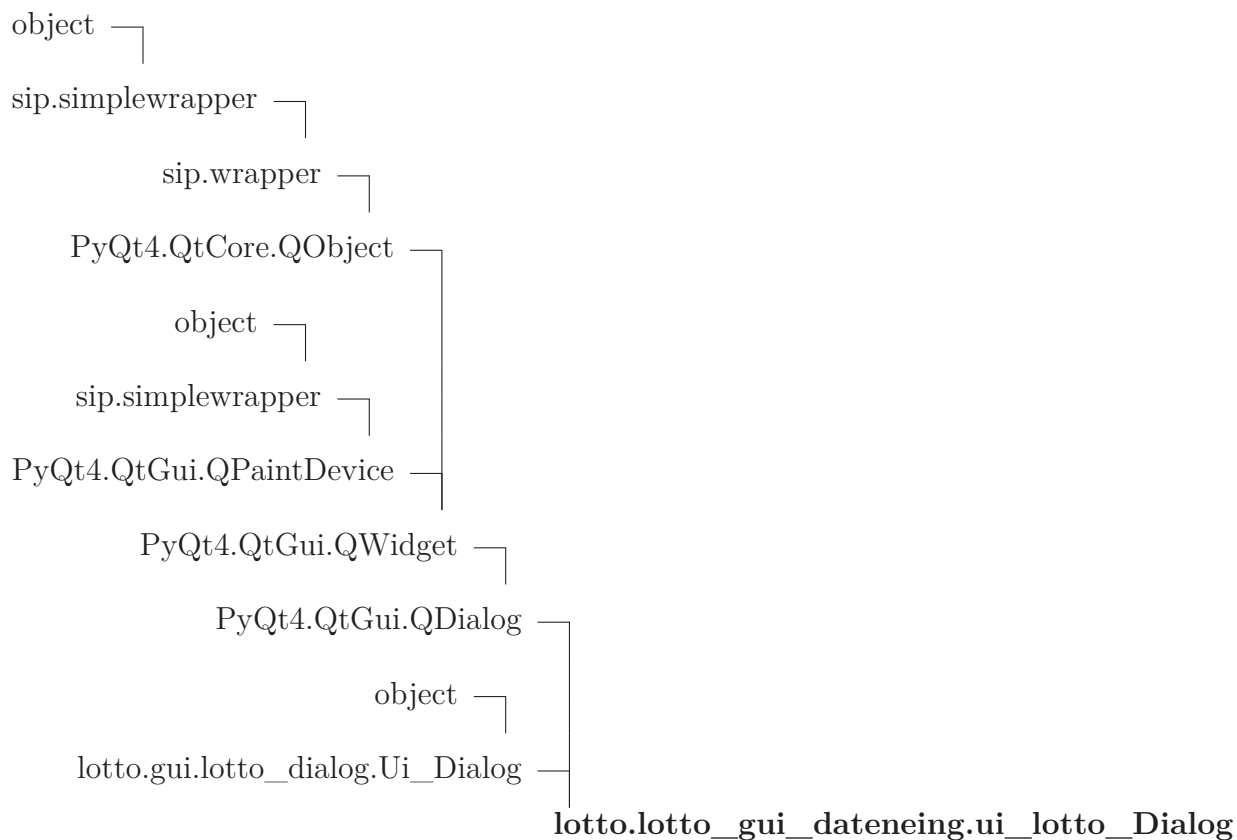 object
sip.simplewrapper
sip.wrapper
PyQt4.QtCore.QObject
object
sip.simplewrapper
PyQt4.QtGui.QPaintDevice
PyQt4.QtGui.QWidget
PyQt4.QtGui.QDialog
object
lotto.gui.lotto_dialog.Ui_Dialog
lotto.lotto_gui_dateneing.ui_lotto_Dialog